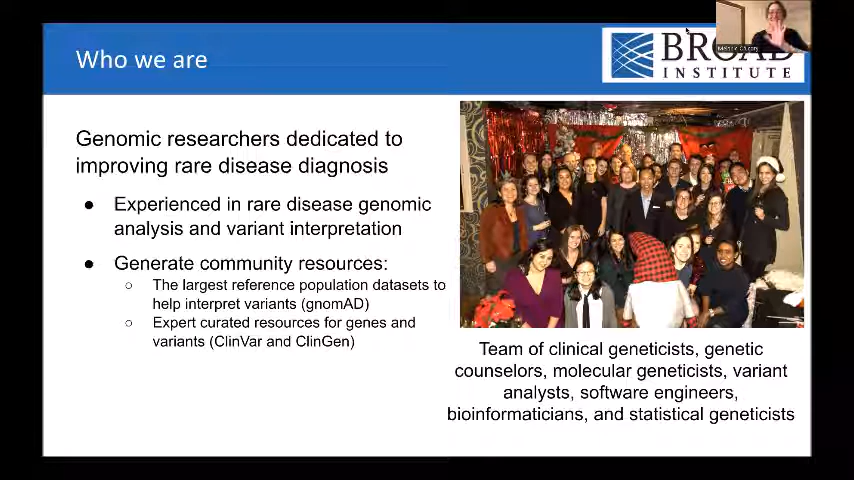 Who we are
BROAD
INSTITUTE
Genomic researchers dedicated to
improving rare disease diagnosis
● Experienced in rare disease genomic
analysis and variant interpretation
● Generate community resources:
○ The largest reference population datasets to
help interpret variants (gnomAD)
○ Expert curated resources for genes and
variants (ClinVar and ClinGen)
Team of clinical geneticists, genetic
counselors, molecular geneticists, variant
analysts, software engineers,
bioinformaticians, and statistical geneticists